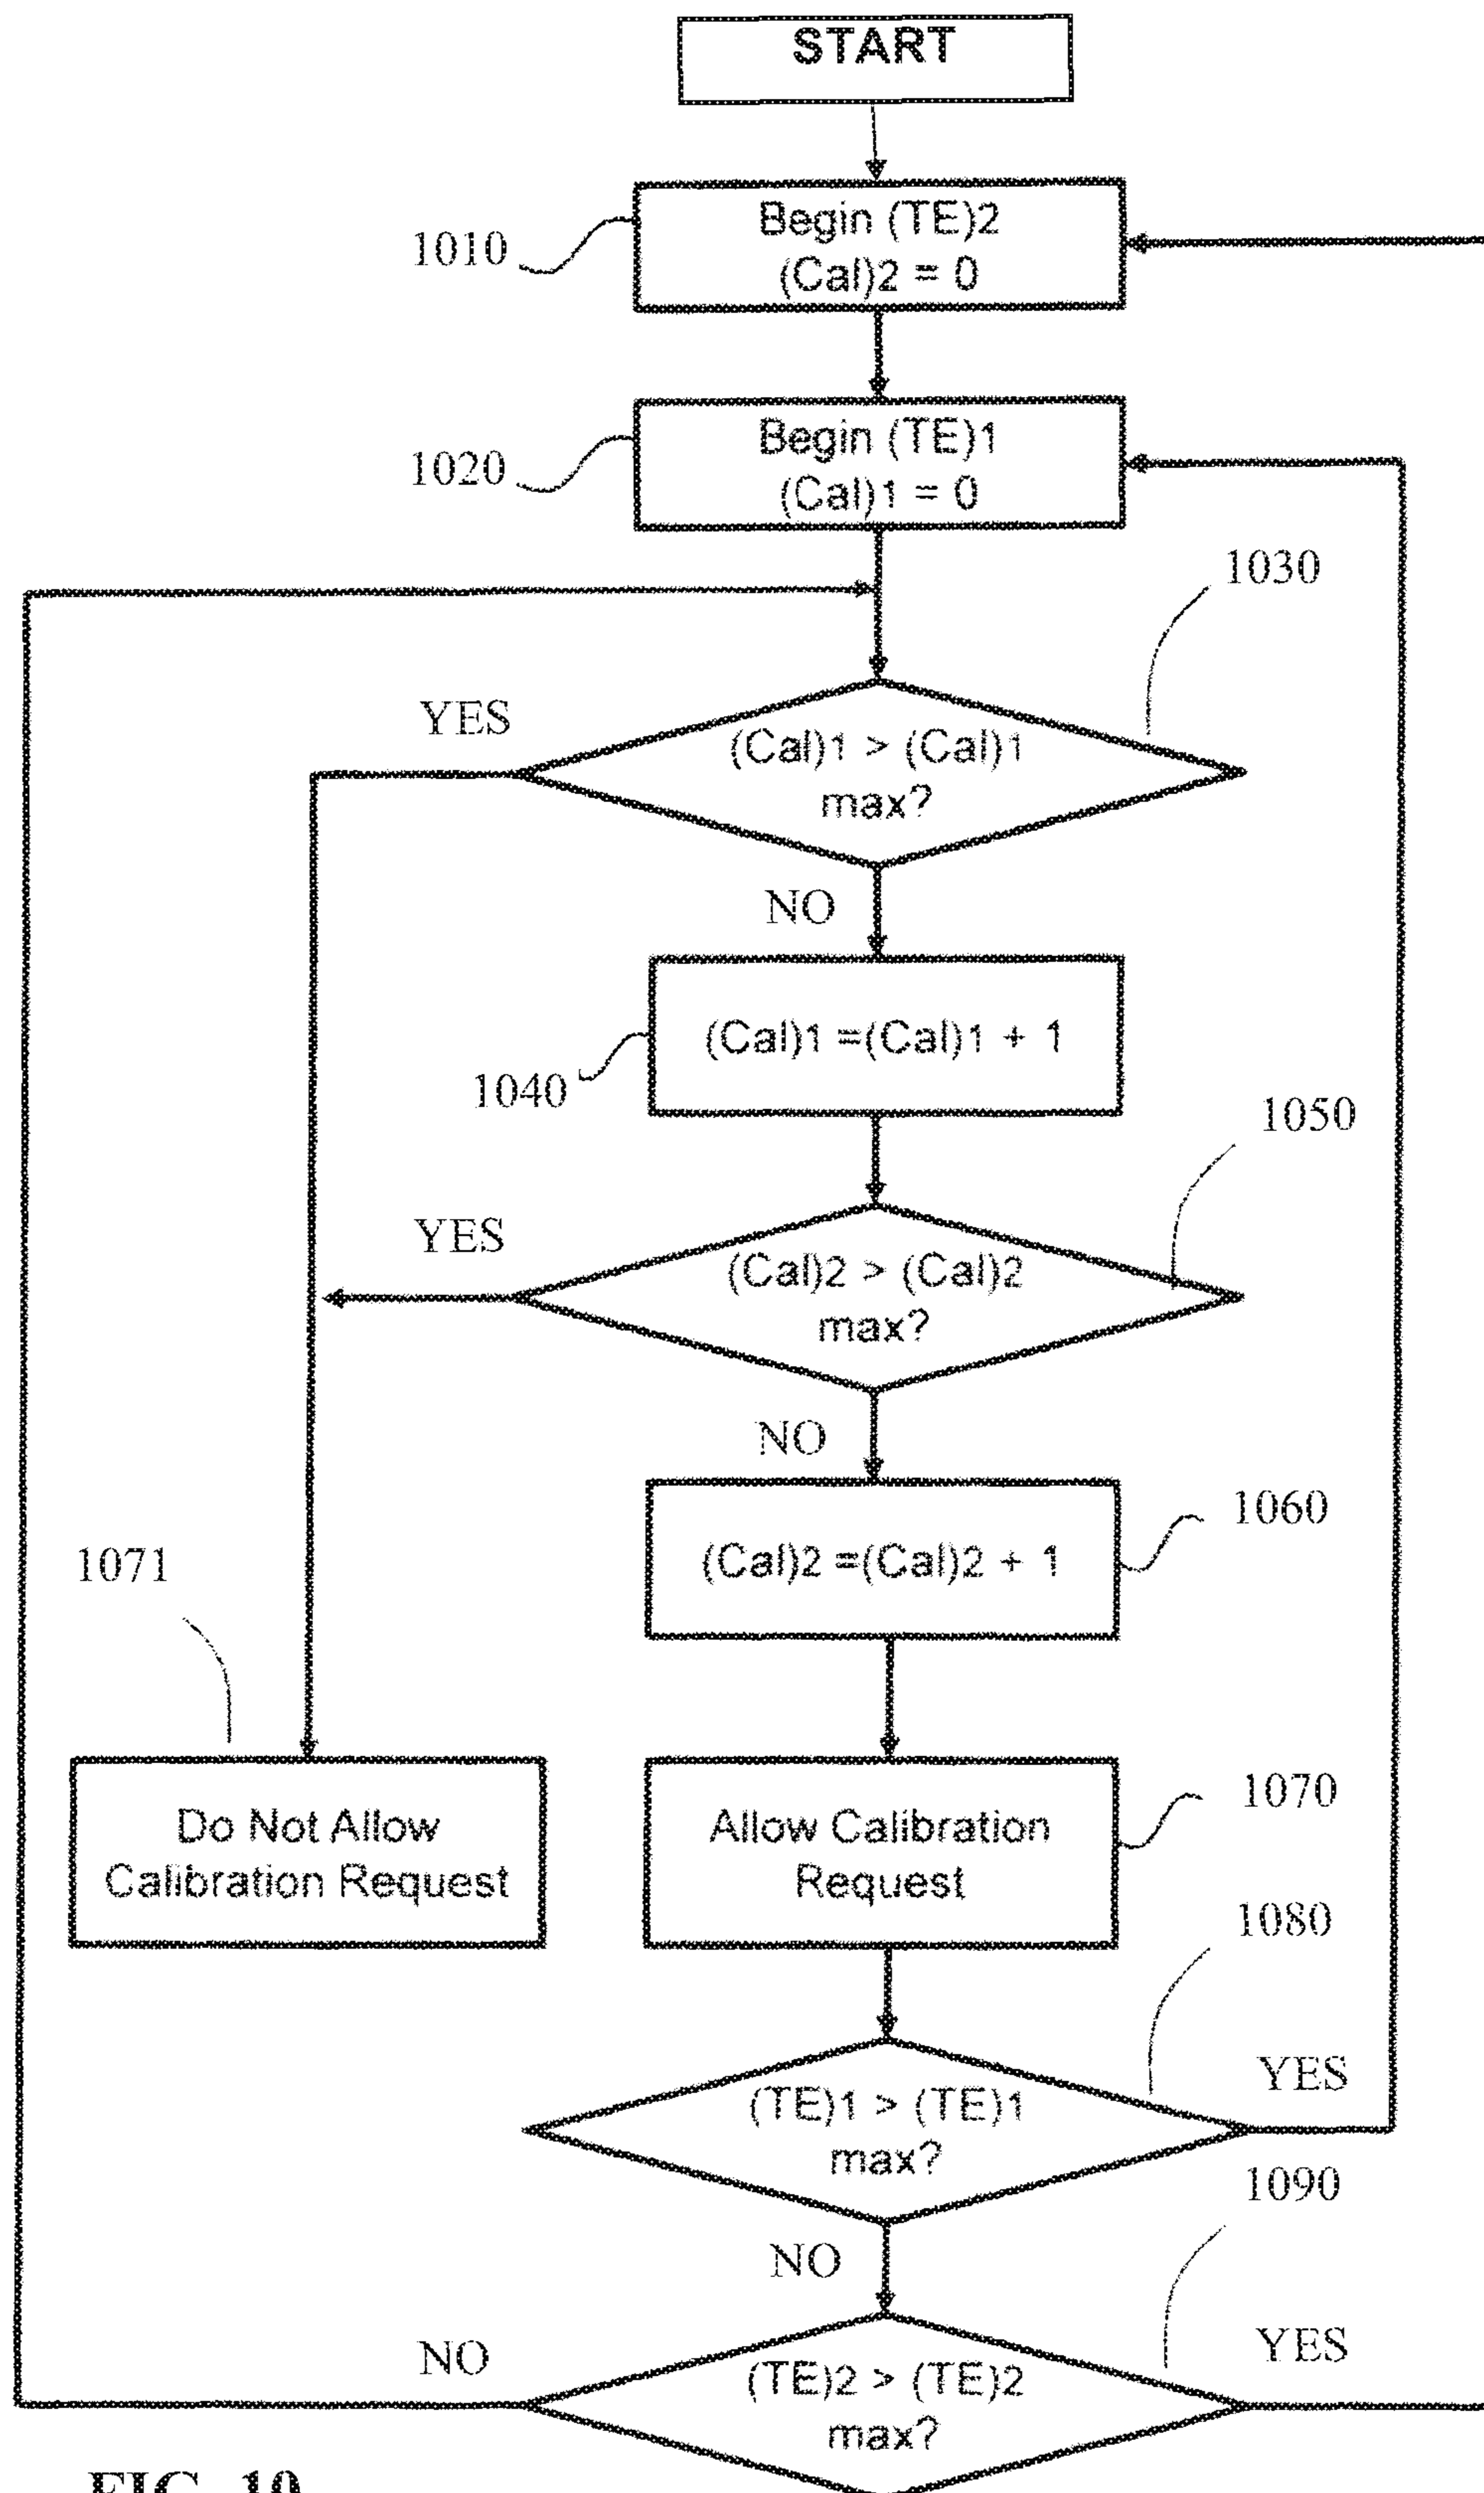 START
Begin (TE)2
(Cal)2 = 0
1010
Begin (TE)1
(Cal)1 = 0
1020
1030
YES
(Cal)1 > (Cal)1
max?
NO
(Cal)1 =(Cal)1 + 1
1040
1050
YES
(Cal)2 > (Cal)2
max?
NO
1060
(Cal)2 =(Cal)2 + 1
1071
1070
Do Not Allow
Calibration Request
Allow Calibration
Request
1080
YES
(TE)1 > (TE)1
max?
1090
NO
NO
YES
(TE)2 > (TE)2
max?
FIG. 10